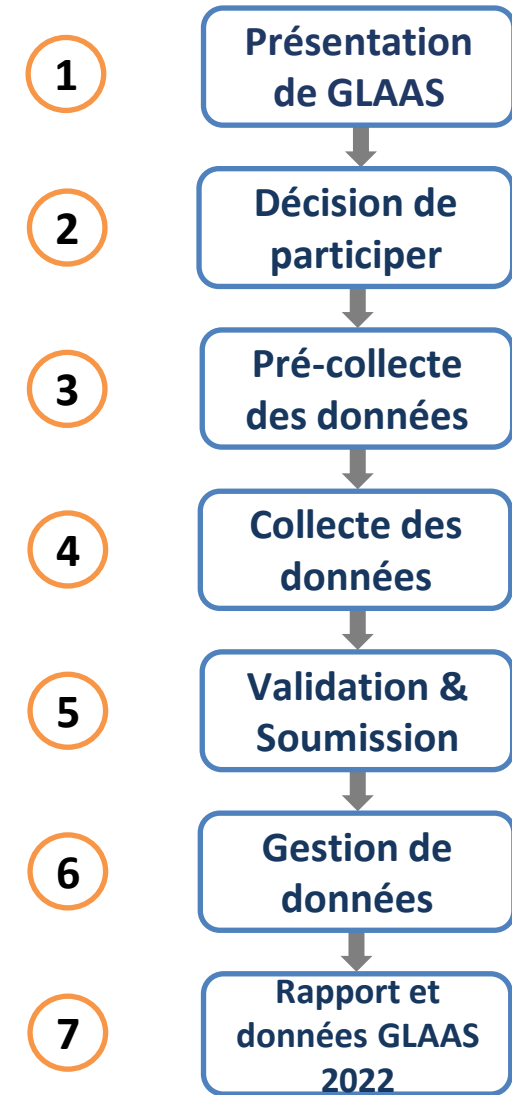 1
Présentation
de GLAAS
2
Décision de
participer
3
Pré-collecte
des données
4
Collecte des
données
5
Validation &
Soumission
6
Gestion de
données
7
Rapport et
données GLAAS
2022